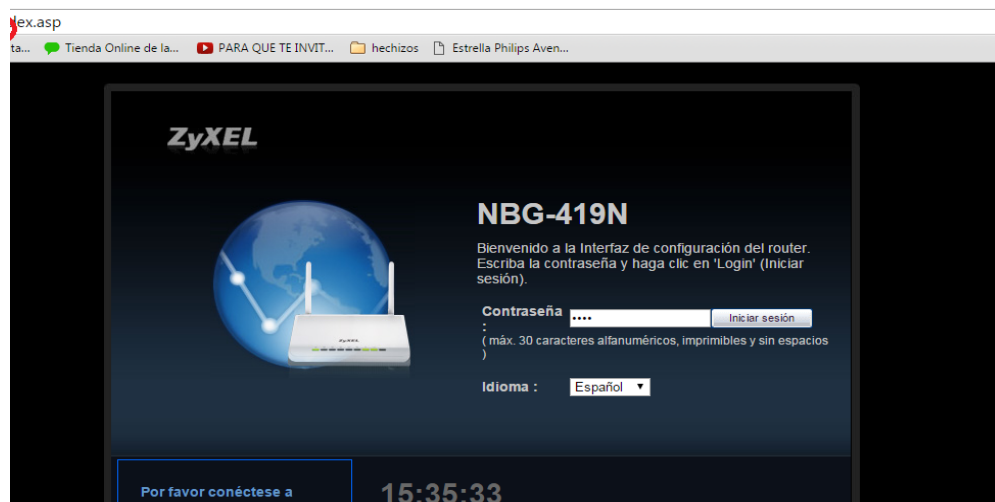 dex.asp
ta... Tienda Online de la... PARA QUE TE INVIT... hechizos Estrella Philips Aven...
ZyXEL
NBG-419N
Bienvenido a la Interfaz de configuración del router.
Escriba la contraseña y haga clic en 'Login' (Iniciar
sesión).
Contraseña
:
.... Iniciar sesión
( máx. 30 caracteres alfanuméricos, imprimibles y sin espacios
)
Idioma : Español
Por favor conéctese a
15:35:33